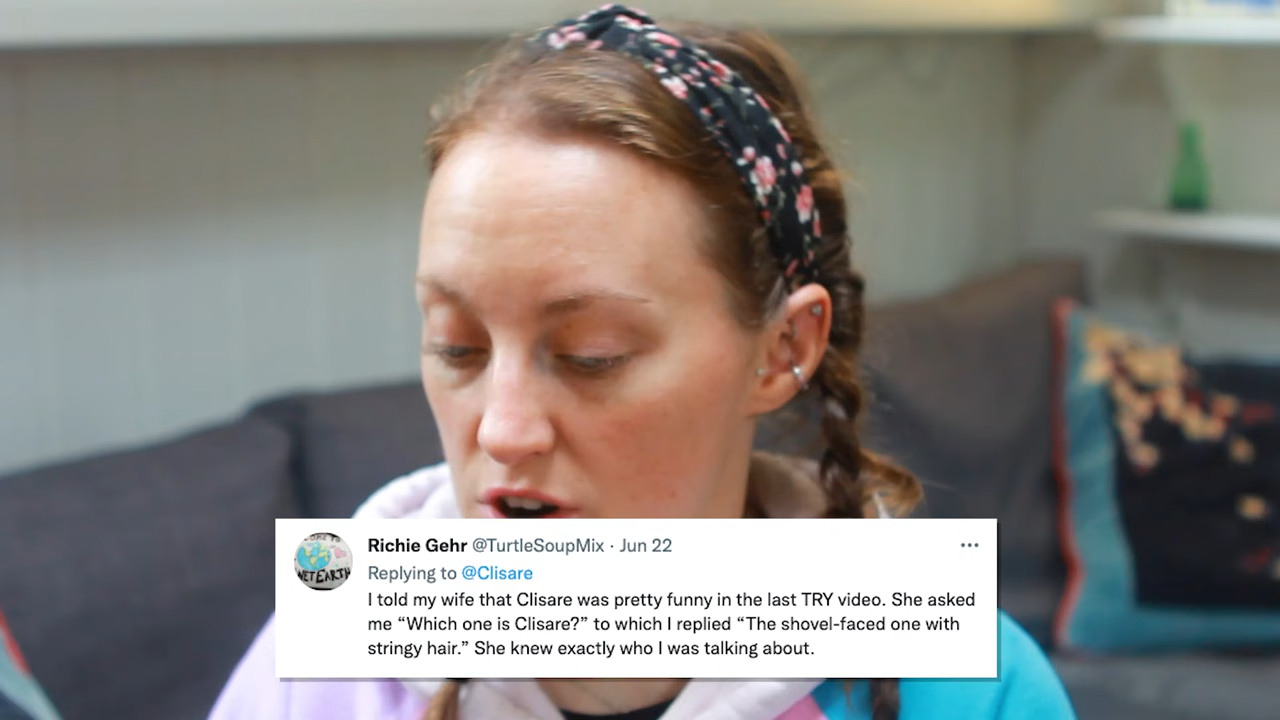 Richie Gehr @TurtleSoupMix · Jun 22
Replying to @Clisare
I told my wife that Clisare was pretty funny in the last TRY video. She asked
me “Which one is Clisare?” to which I replied “The shovel-faced one with
stringy hair.” She knew exactly who I was talking about.
NET EARTH